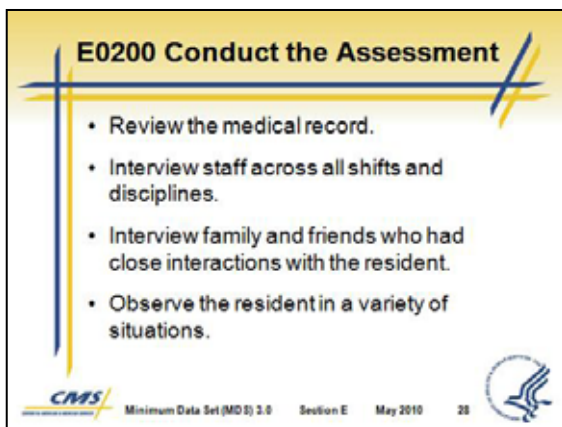 E0200 Conduct the Assessment
• Review the medical record.
• Interview staff across all shifts and
disciplines.
• Interview family and friends who had
close interactions with the resident.
• Observe the resident in a variety of
situations.
CMS
Minimum Data Set (MDS) 3.0 Section E May 2010 28